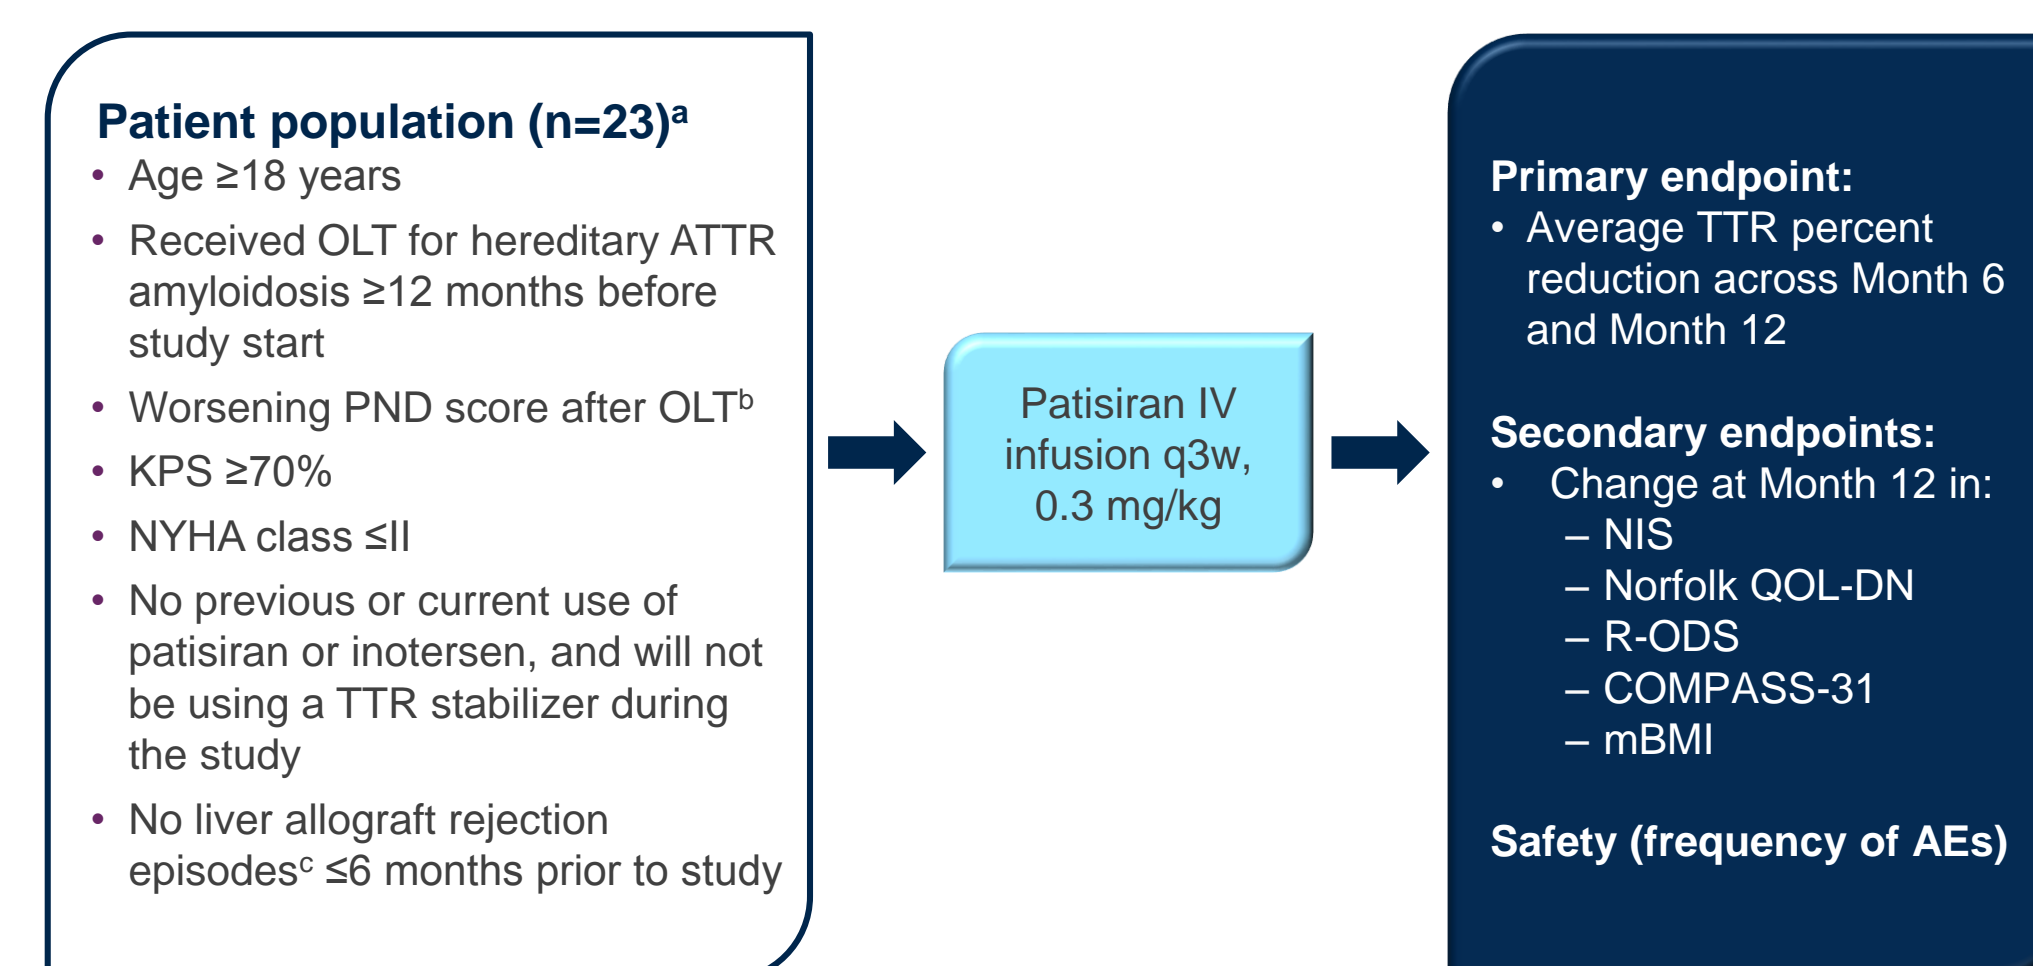 Patient population (n=23)ᵃ
• Age ≥18 years
• Received OLT for hereditary ATTR
amyloidosis ≥12 months before
study start
• Worsening PND score after OLTᵇ
• KPS ≥70%
• NYHA class ≤II
• No previous or current use of
patisiran or inotersen, and will not
be using a TTR stabilizer during
the study
• No liver allograft rejection
episodesᶜ ≤6 months prior to study
Patisiran IV
infusion q3w,
0.3 mg/kg
Primary endpoint:
• Average TTR percent
reduction across Month 6
and Month 12
Secondary endpoints:
• Change at Month 12 in:
– NIS
– Norfolk QOL-DN
– R-ODS
– COMPASS-31
– mBMI
Safety (frequency of AEs)